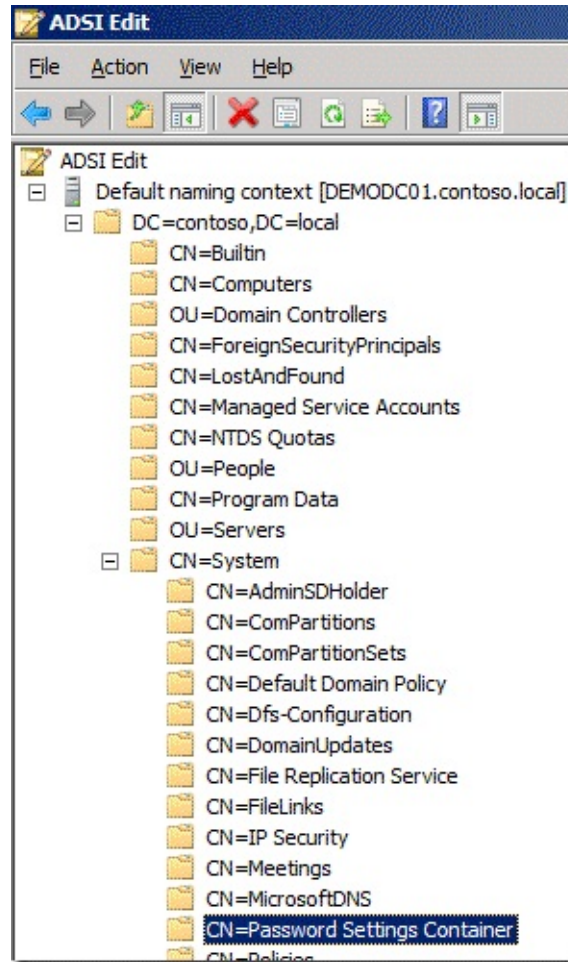 ADSI Edit
File Action View Help
ADSI Edit
Default naming context [DEMODC01.contoso.local]
DC=contoso,DC=local
CN=Builtin
CN=Computers
OU=Domain Controllers
CN=ForeignSecurityPrincipals
CN=LostAndFound
CN=Managed Service Accounts
CN=NTDS Quotas
OU=People
CN=Program Data
OU=Servers
CN=System
CN=AdminSDHolder
CN=ComPartitions
CN=ComPartitionSets
CN=Default Domain Policy
CN=Dfs-Configuration
CN=DomainUpdates
CN=File Replication Service
CN=FileLinks
CN=IP Security
CN=Meetings
CN=MicrosoftDNS
CN=Password Settings Container
CN=Policies